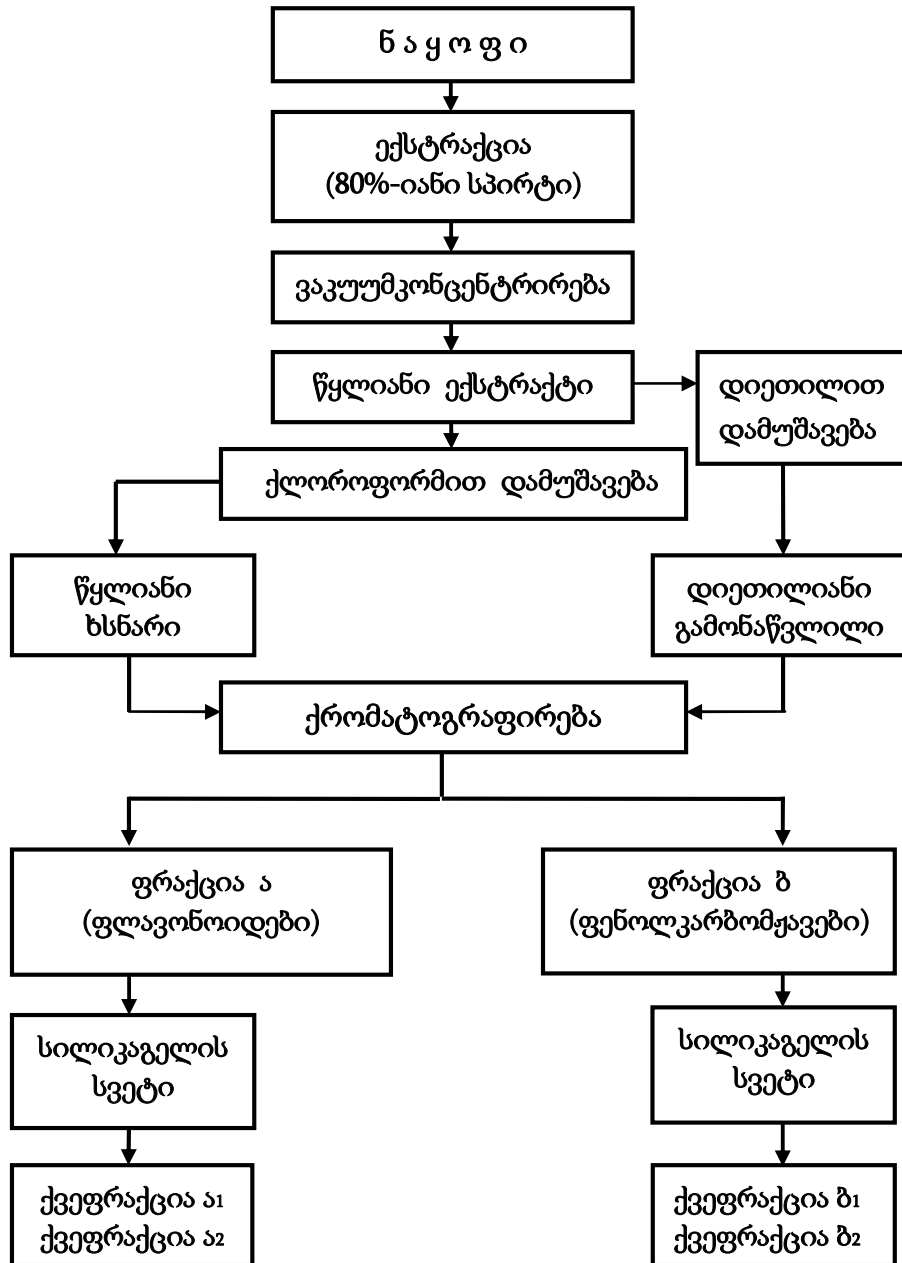 ნ ა ყ ო ფ ი
ექსტრაქცია
(80%-იანი სპირტი)
ვაკუუმკონცენტრირება
წყლიანი ექსტრაქტი
დიეთილით
დამუშავება
ქლოროფორმით დამუშავება
წყლიანი
ხსნარი
დიეთილიანი
გამონაწვლილი
ქრომატოგრაფირება
ფრაქცია ა
(ფლავონოიდები)
ფრაქცია ბ
(ფენოლკარბომჟავები)
სილიკაგელის
სვეტი
სილიკაგელის
სვეტი
ქვეფრაქცია ა1
ქვეფრაქცია ა2
ქვეფრაქცია ბ1
ქვეფრაქცია ბ2